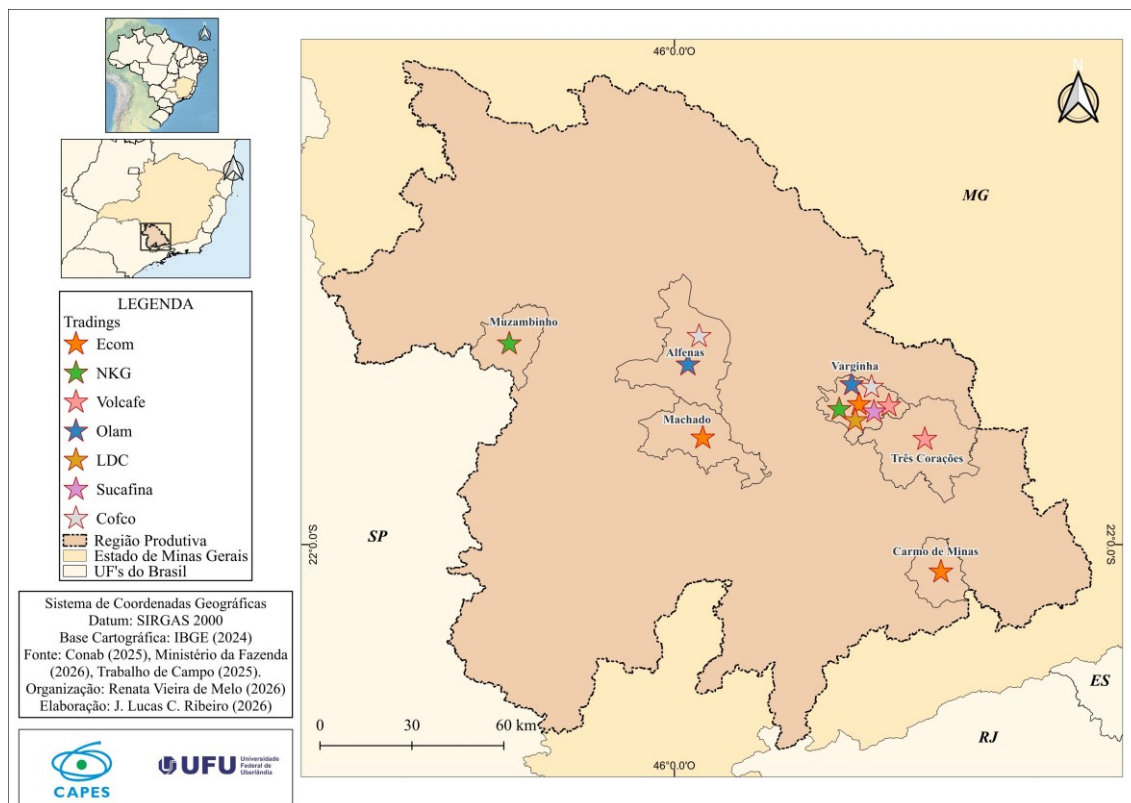 46°0.0'O
N
MG
Muzambinho
Alfenas
Varginha
Machado
Três Corações
SP
22°0.0'S
22°0.0'S
Carmo de Minas
ES
RJ
0 30 60 km
46°0.0'O
LEGENDA
Tradings
Ecom
NKG
Volcafe
Olam
LDC
Sucafina
Cofco
Região Produtiva
Estado de Minas Gerais
UF's do Brasil
Sistema de Coordenadas Geográficas
Datum: SIRGAS 2000
Base Cartográfica: IBGE (2024)
Fonte: Conab (2025), Ministério da Fazenda
(2026), Trabalho de Campo (2025).
Organização: Renata Vieira de Melo (2026)
Elaboração: J. Lucas C. Ribeiro (2026)
CAPES
UFU
Universidade
Federal de
Uberlândia